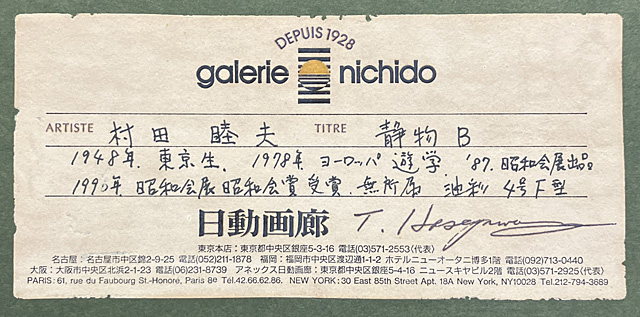 DEPUIS 1928
galerie nichido
ARTISTE 村田 睦夫 TITRE 静物 B
1948年 東京生. 1978年 ヨーロッパ 遊学 '87. 昭和会展出品
1990年 昭和会展 昭和会賞受賞. 無所属 油彩 4号F型
日動画廊 T. Hasegawa
東京本店：東京都中央区銀座5-3-16 電話(03)571-2553(代表)
名古屋：名古屋市中区錦2-9-25 電話(052)211-1878 福岡：福岡市中央区渡辺通1-1-2 ホテルニューオータニ博多1階 電話(092)713-0440
大阪：大阪市中央区北浜2-1-23 電話(06)231-8739 アネックス日動画廊：東京都中央区銀座5-4-16 ニュースキヤビル2階 電話(03)571-2925(代表)
PARIS: 61, rue du Faubourg St.-Honoré, Paris 8e Tel.42.66.62.86. NEW YORK: 30 East 85th Street Apt. 18A New York, NY10028 Tel.212-794-3689